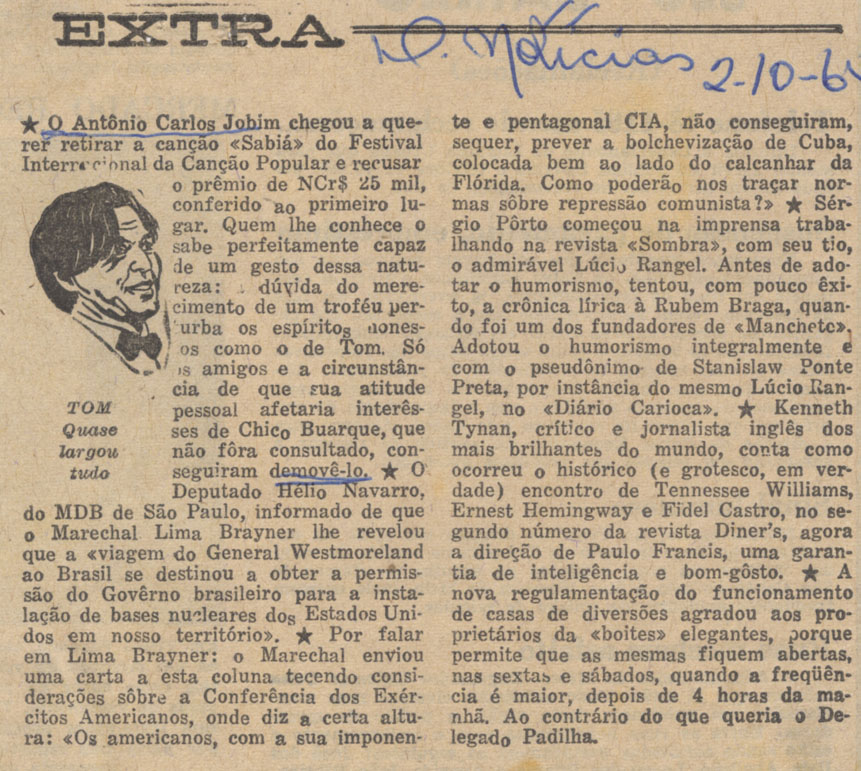 EXTRA
D. Notícias 2-10-6
★ O Antônio Carlos Jobim chegou a que-
rer retirar a canção «Sabiá» do Festival
Internacional da Canção Popular e recusar
o prêmio de NCr$ 25 mil,
conferido ao primeiro lu-
gar. Quem lhe conhece o
sabe perfeitamente capaz
de um gesto dessa natu-
reza: a dúvida do mere-
cimento de um troféu per-
turba os espíritos hones-
tos como o de Tom. Só
os amigos e a circunstân-
cia de que sua atitude
pessoal afetaria interês-
ses de Chico Buarque, que
não fôra consultado, con-
seguiram demovê-lo. ★ O
Deputado Hélio Navarro,
TOM
Quase
largou
tudo
do MDB de São Paulo, informado de que
o Marechal Lima Brayner lhe revelou
que a «viagem do General Westmoreland
ao Brasil se destinou a obter a permis-
são do Govêrno brasileiro para a insta-
lação de bases nucleares dos Estados Uni-
dos em nosso território». ★ Por falar
em Lima Brayner: o Marechal enviou
uma carta a esta coluna tecendo consi-
derações sôbre a Conferência dos Exér-
citos Americanos, onde diz a certa altu-
ra: «Os americanos, com a sua imponen-
te e pentagonal CIA, não conseguiram,
sequer, prever a bolchevização de Cuba,
colocada bem ao lado do calcanhar da
Flórida. Como poderão nos traçar nor-
mas sôbre repressão comunista?» ★ Sér-
gio Pôrto começou na imprensa traba-
lhando na revista «Sombra», com seu tio,
o admirável Lúcio Rangel. Antes de ado-
tar o humorismo, tentou, com pouco êxi-
to, a crônica lírica à Rubem Braga, quan-
do foi um dos fundadores de «Manchete».
Adotou o humorismo integralmente e
com o pseudônimo de Stanislaw Ponte
Preta, por instância do mesmo Lúcio Ran-
gel, no «Diário Carioca». ★ Kenneth
Tynan, crítico e jornalista inglês dos
mais brilhantes do mundo, conta como
ocorreu o histórico (e grotesco, em ver-
dade) encontro de Tennessee Williams,
Ernest Hemingway e Fidel Castro, no se-
gundo número da revista Diner's, agora
a direção de Paulo Francis, uma garan-
tia de inteligência e bom-gôsto. ★ A
nova regulamentação do funcionamento
de casas de diversões agradou aos pro-
prietários da «boites» elegantes, porque
permite que as mesmas fiquem abertas,
nas sextas e sábados, quando a freqüên-
cia é maior, depois de 4 horas da ma-
nhã. Ao contrário do que queria o De-
legado Padilha.